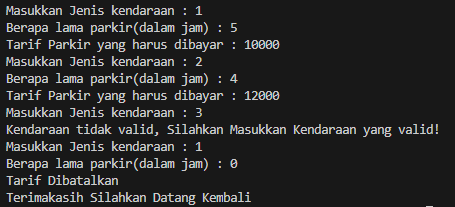 Masukkan Jenis kendaraan : 1
Berapa lama parkir(dalam jam) : 5
Tarif Parkir yang harus dibayar : 10000
Masukkan Jenis kendaraan : 2
Berapa lama parkir(dalam jam) : 4
Tarif Parkir yang harus dibayar : 12000
Masukkan Jenis kendaraan : 3
Kendaraan tidak valid, Silahkan Masukkan Kendaraan yang valid!
Masukkan Jenis kendaraan : 1
Berapa lama parkir(dalam jam) : 0
Tarif Dibatalkan
Terimakasih Silahkan Datang Kembali